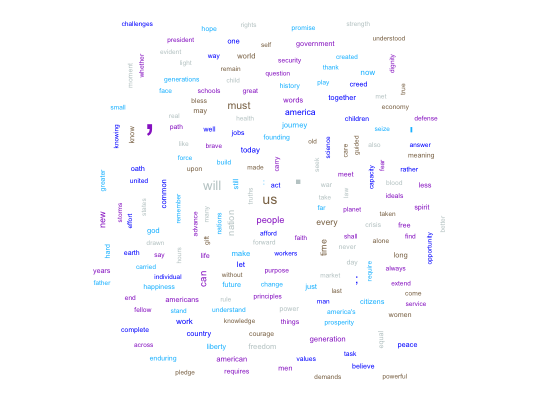 challenges hope rights promise strength
president one self government understood
evident way world security created dignity
moment whether light remain thank now
generations child question play creed true
face schools great history together met
small bless may must words economy
real health america children defense
knowing know , path well jobs journey seize '
like brave today founding old science care guided also answer
force build meaning
greater oath upon made carry seek capacity fear
united common will still act " war meet blood less
truths us take law ideals
new storms effort states remember advance many nations nation people far planet taken spirit
god gift afford every crisis free better
hard drawn forward faith shall alone find opportunity
earth say hours life make workers time never long
years carried let day require always
father individual can without purpose market ;
happiness future change just last extend
end americans rule principles man citizens come
fellow stand understand power america's service
work knowledge things prosperity women
complete country courage generation equal
across liberty freedom peace
enduring american values task
requires men believe
pledge demands powerful